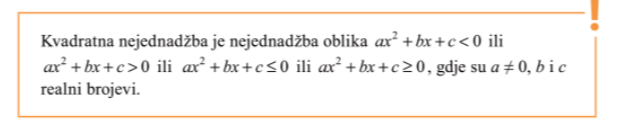 Kvadratna nejednadžba je nejednadžba oblika ax² + bx + c < 0 ili
ax² + bx + c > 0 ili ax² + bx + c ≤ 0 ili ax² + bx + c ≥ 0, gdje su a ≠ 0, b i c
realni brojevi.
!